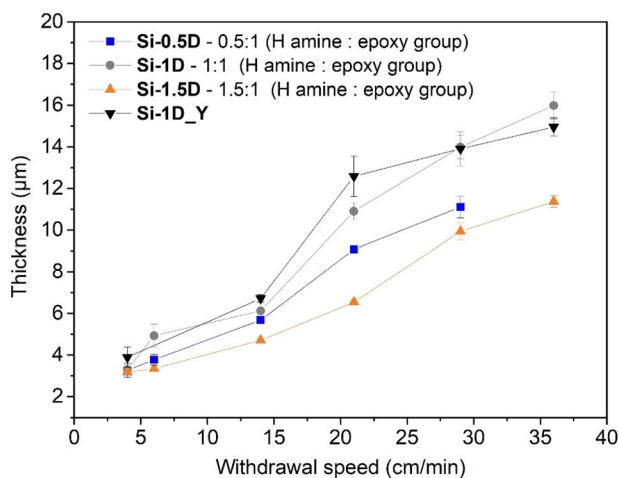 20
18
16
14
12
10
8
6
4
2
Thickness (µm)
Si-0.5D - 0.5:1 (H amine : epoxy group)
Si-1D - 1:1 (H amine : epoxy group)
Si-1.5D - 1.5:1 (H amine : epoxy group)
Si-1D_Y
0 5 10 15 20 25 30 35 40
Withdrawal speed (cm/min)